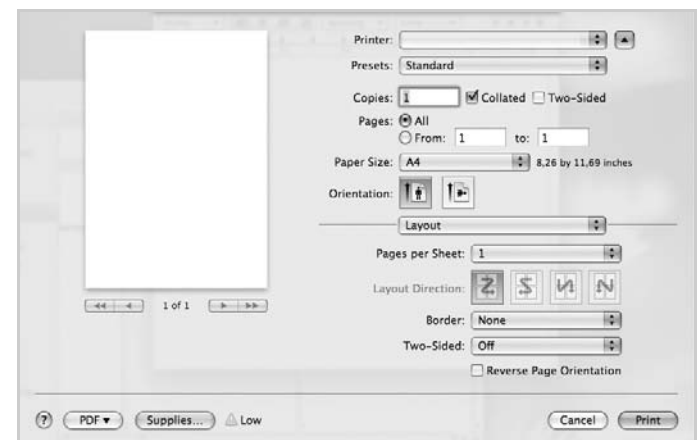 Printer:
Presets: Standard
Copies: 1 Collated Two-Sided
Pages: All
From: 1 to: 1
Paper Size: A4 8,26 by 11,69 inches
Orientation:
Layout
Pages per Sheet: 1
Layout Direction:
1 of 1
Border: None
Two-Sided: Off
Reverse Page Orientation
? PDF Supplies... Low Cancel Print